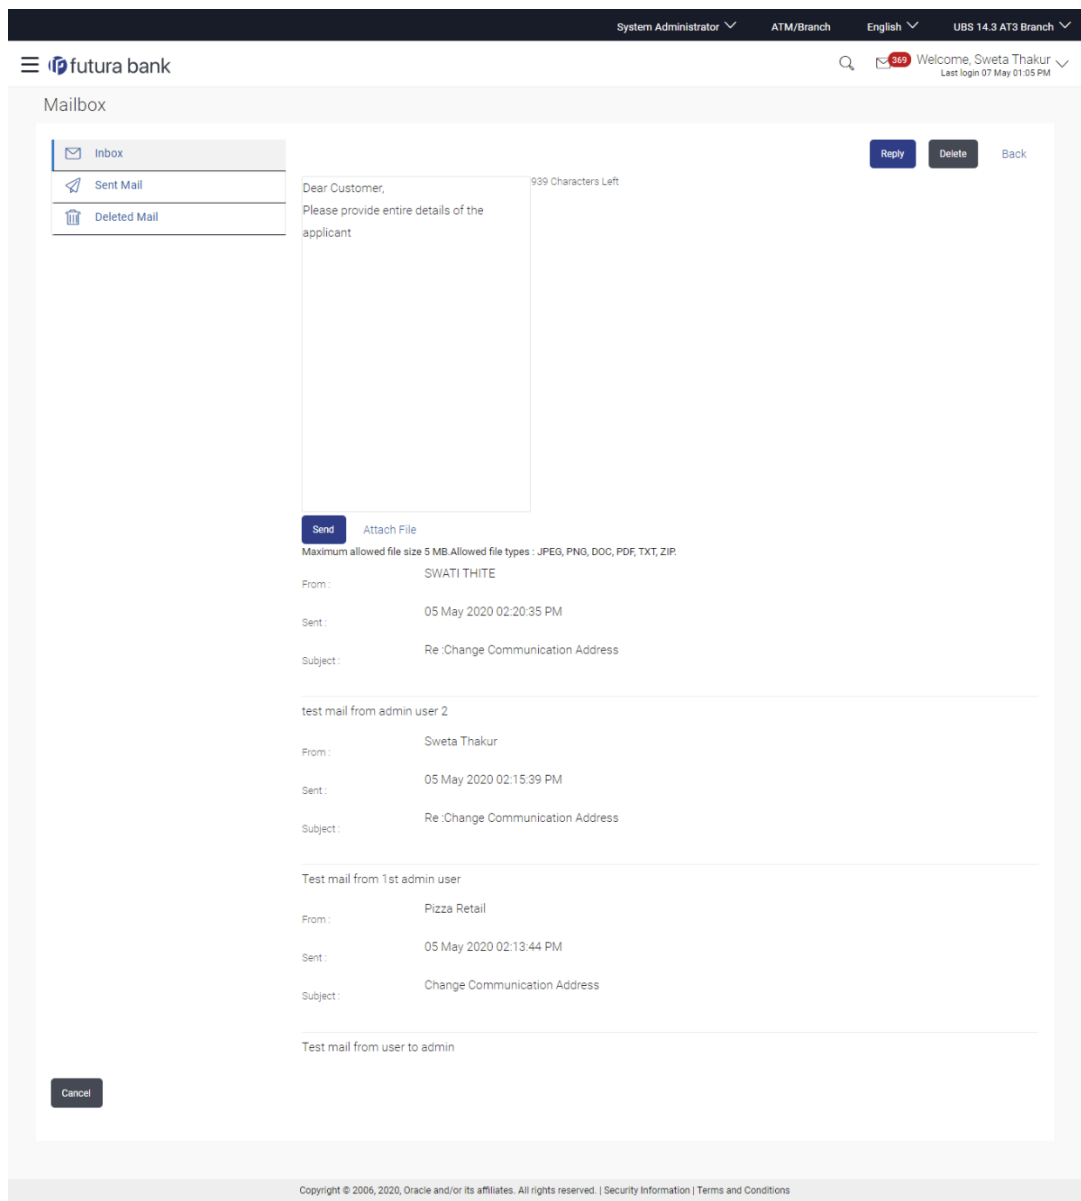 System Administrator ATM/Branch English UBS 14.3 AT3 Branch
futura bank 369 Welcome, Sweta Thakur
Last login 07 May 01:05 PM
Mailbox
Inbox
Sent Mail
Deleted Mail
Reply Delete Back
Dear Customer,
Please provide entire details of the
applicant
939 Characters Left
Send Attach File
Maximum allowed file size 5 MB.Allowed file types : JPEG, PNG, DOC, PDF, TXT, ZIP.
From : SWATI THITE
Sent : 05 May 2020 02:20:35 PM
Subject : Re :Change Communication Address
test mail from admin user 2
From : Sweta Thakur
Sent : 05 May 2020 02:15:39 PM
Subject : Re :Change Communication Address
Test mail from 1st admin user
From : Pizza Retail
Sent : 05 May 2020 02:13:44 PM
Subject : Change Communication Address
Test mail from user to admin
Cancel
Copyright © 2006, 2020, Oracle and/or its affiliates. All rights reserved. | Security Information | Terms and Conditions